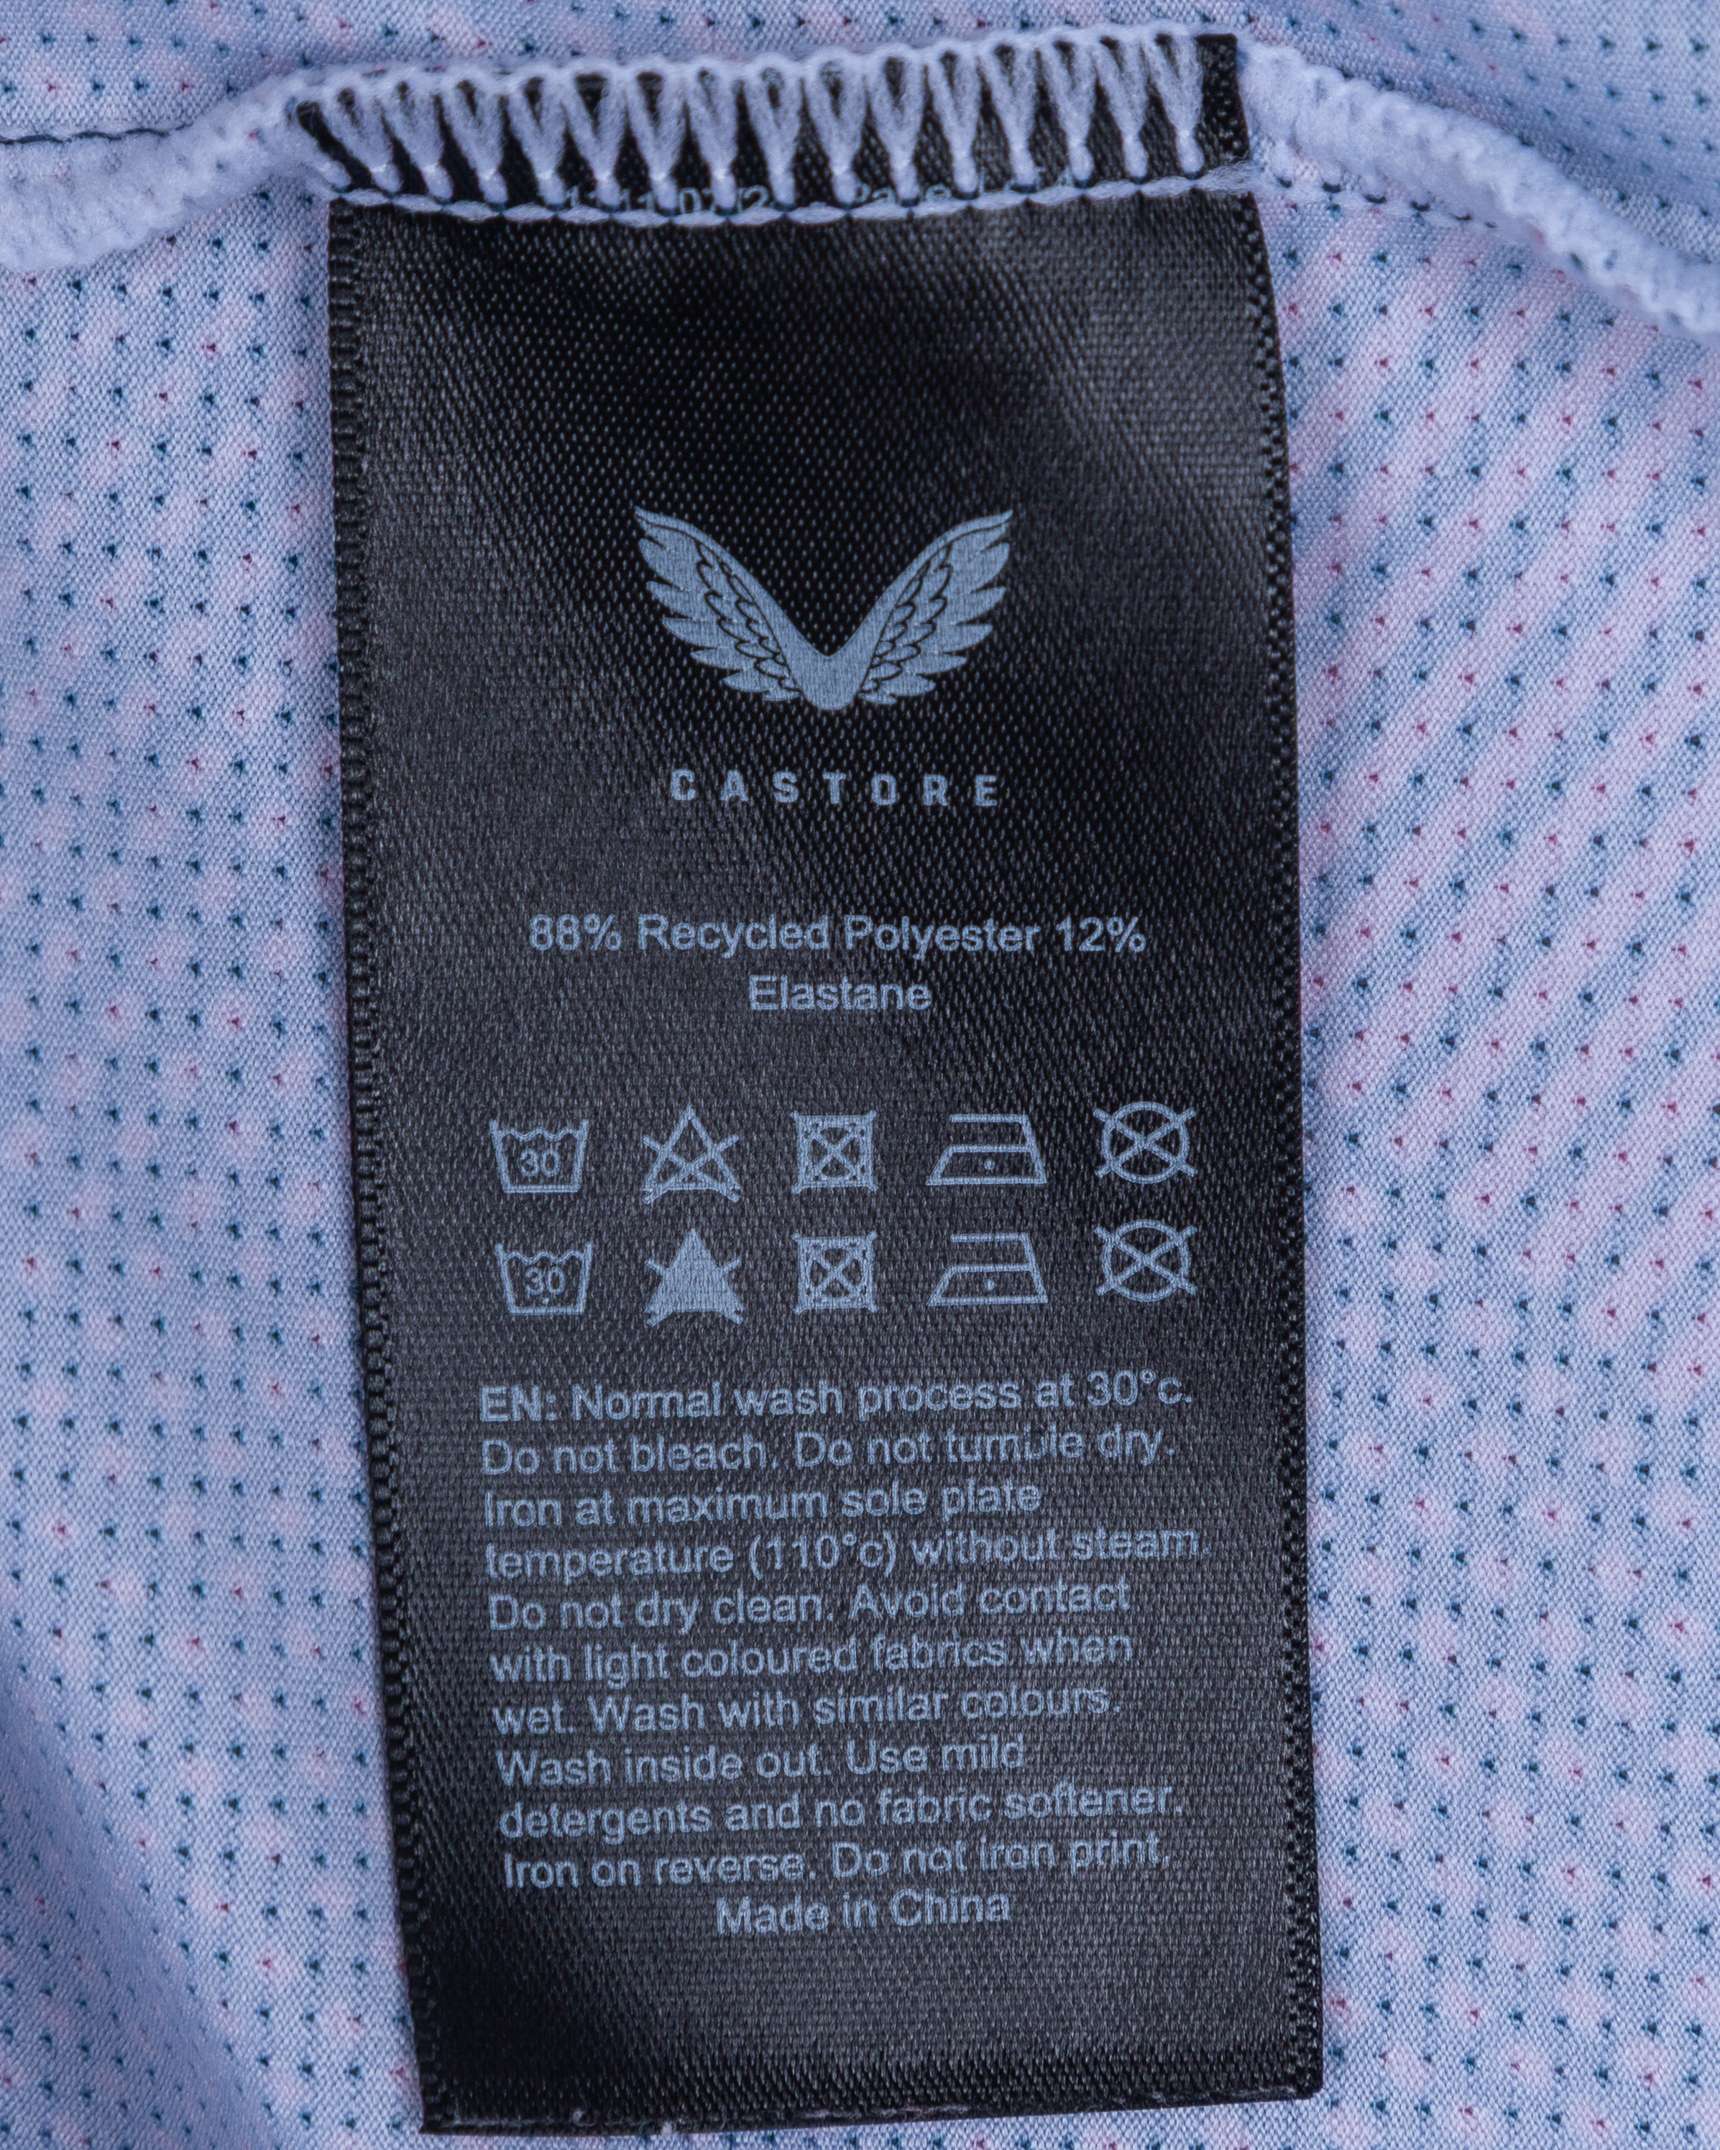 CASTORE
88% Recycled Polyester 12%
Elastane
30
30
EN: Normal wash process at 30°c.
Do not bleach. Do not tumble dry.
Iron at maximum sole plate
temperature (110°c) without steam.
Do not dry clean. Avoid contact
with light coloured fabrics when
wet. Wash with similar colours.
Wash inside out. Use mild
detergents and no fabric softener.
Iron on reverse. Do not iron print.
Made in China